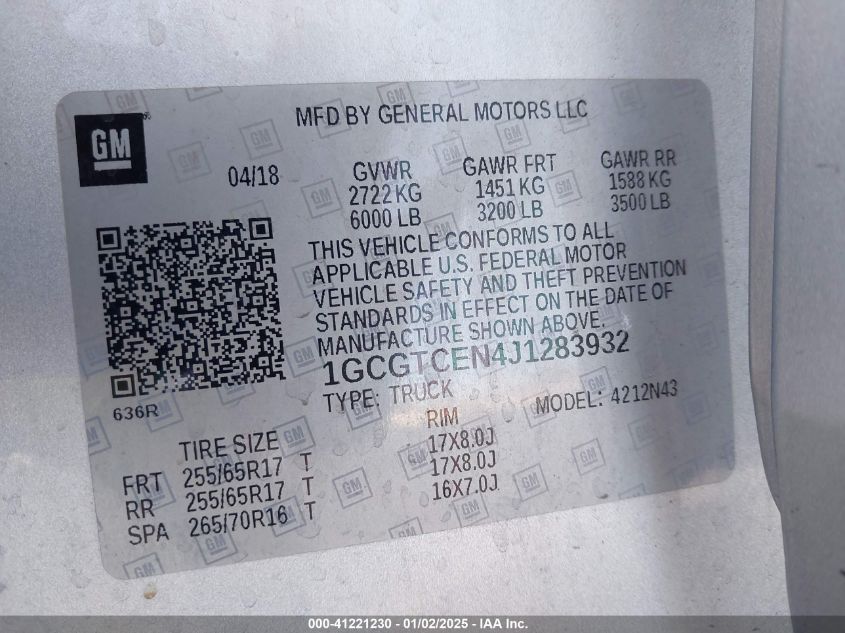 GM
MFD BY GENERAL MOTORS LLC
04/18
GVWR GAWR FRT GAWR RR
2722 KG 1451 KG 1588 KG
6000 LB 3200 LB 3500 LB
THIS VEHICLE CONFORMS TO ALL
APPLICABLE U.S. FEDERAL MOTOR
VEHICLE SAFETY AND THEFT PREVENTION
STANDARDS IN EFFECT ON THE DATE OF
MANUFACTURE SHOWN ABOVE.
1GCGTCEN4J1283932
636R
TYPE: TRUCK MODEL: 4212N43
TIRE SIZE RIM
FRT 255/65R17 T 17X8.0J
RR 255/65R17 T 17X8.0J
SPA 265/70R16 T 16X7.0J
000-41221230 - 01/02/2025 - IAAI Inc.